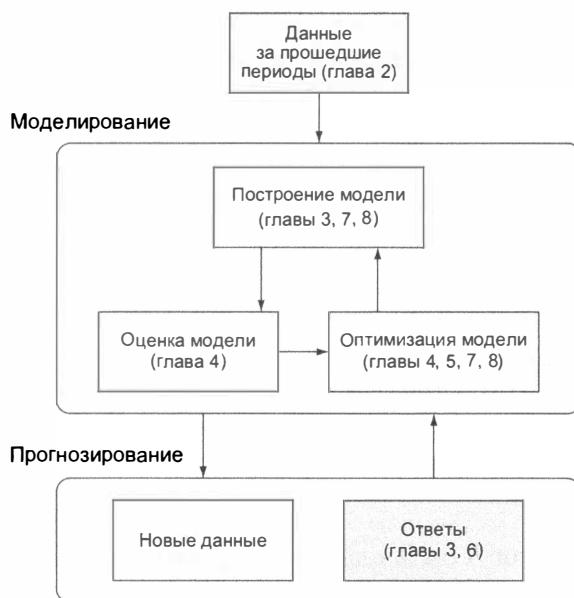 Данные
за прошедшие
периоды (глава 2)
Моделирование
Построение модели
(главы 3, 7, 8)
Оценка модели
(глава 4)
Оптимизация модели
(главы 4, 5, 7, 8)
Прогнозирование
Новые данные
Ответы
(главы 3, 6)